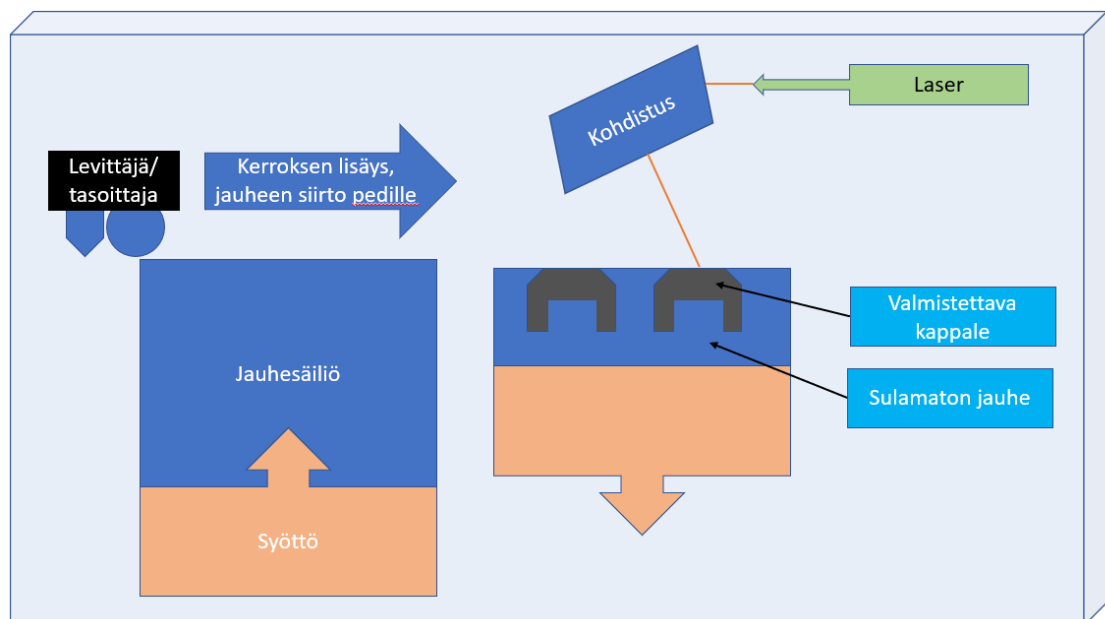 Laser
Kohdistus
Levittäjä/
tasoittaja
Kerroksen lisäys,
jauheen siirto pedille
Valmistettava
kappale
Jauhesäiliö
Sulamaton jauhe
Syöttö